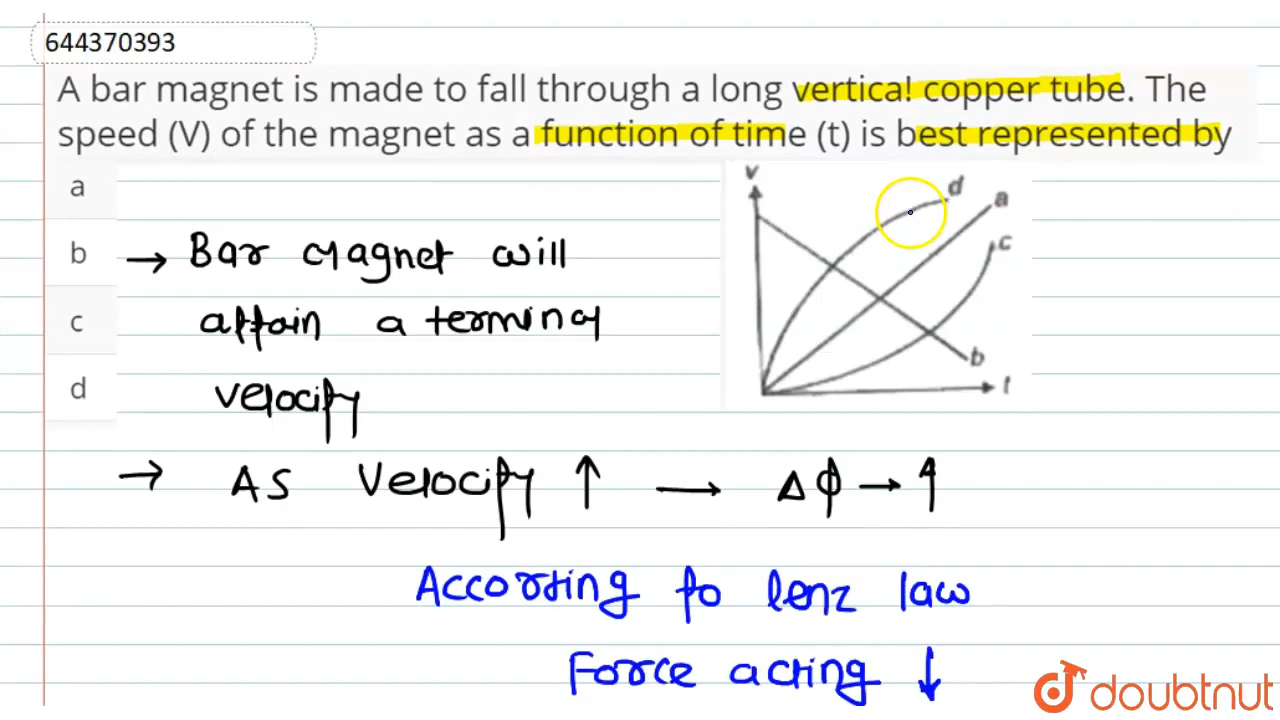 644370393
A bar magnet is made to fall through a long vertica! copper tube. The
speed (V) of the magnet as a function of time (t) is best represented by
a
b
c
d
v
d
a
c
b
t
→ Bar magnet will
attain a terminal
velocity
→ As velocity ↑ → Δφ → ↑
According to lenz law
Force acting ↓
doubtnut